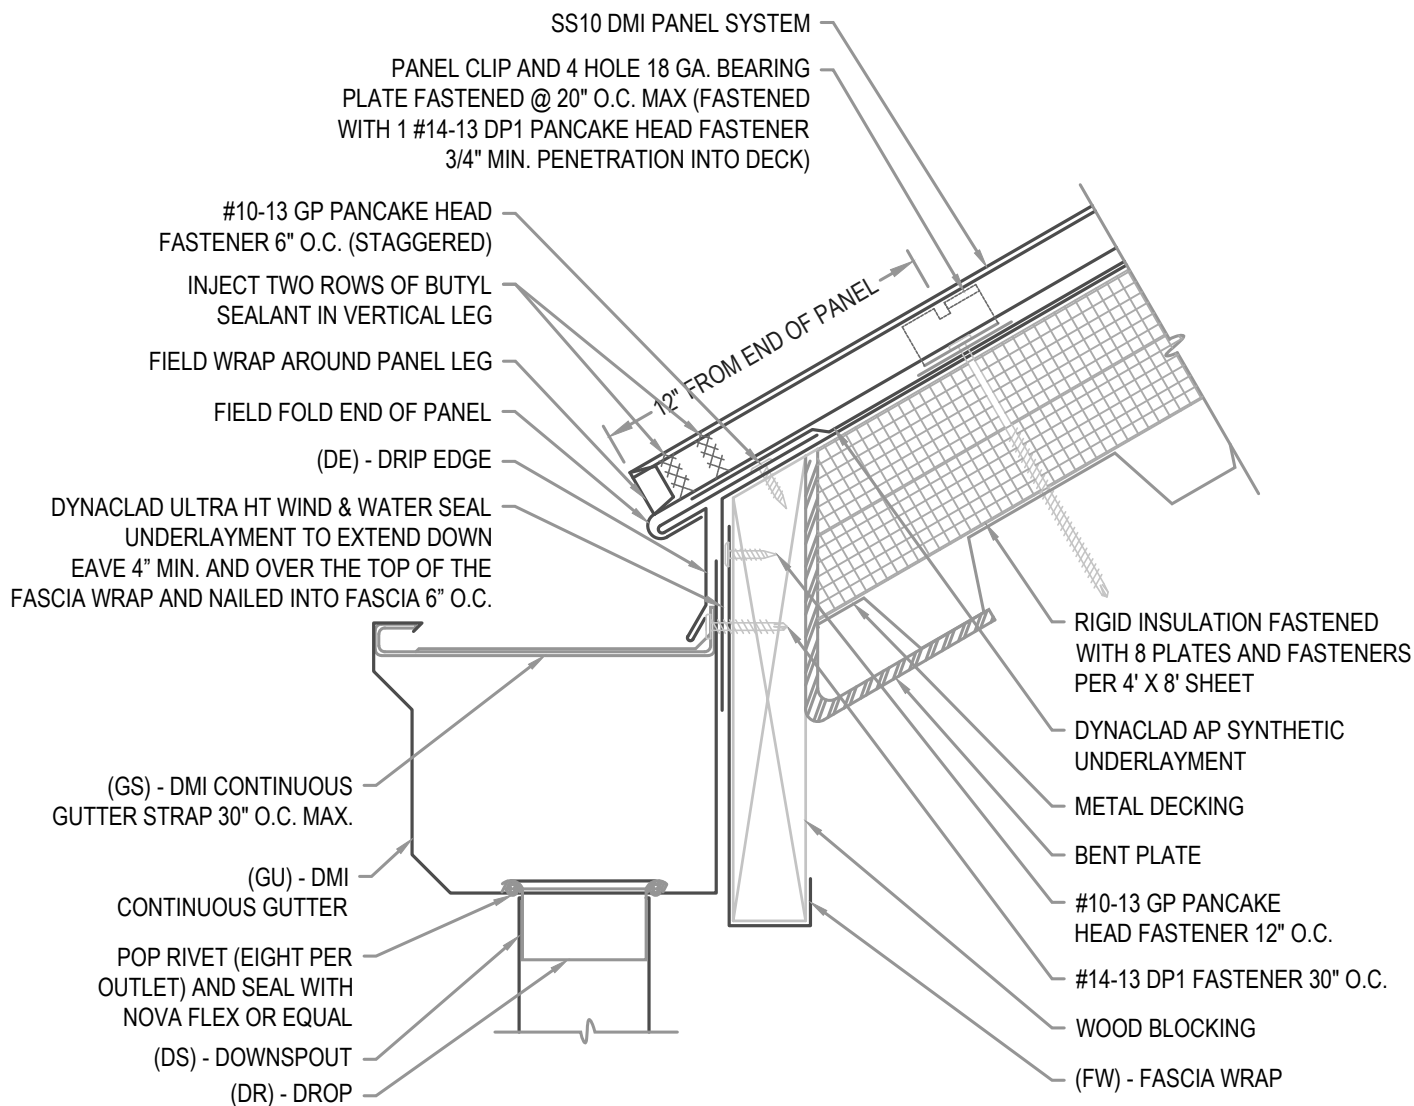 SS10 DMI PANEL SYSTEM
PANEL CLIP AND 4 HOLE 18 GA. BEARING
PLATE FASTENED @ 20" O.C. MAX (FASTENED
WITH 1 #14-13 DP1 PANCAKE HEAD FASTENER
3/4" MIN. PENETRATION INTO DECK)
#10-13 GP PANCAKE HEAD
FASTENER 6" O.C. (STAGGERED)
INJECT TWO ROWS OF BUTYL
SEALANT IN VERTICAL LEG
FIELD WRAP AROUND PANEL LEG
FIELD FOLD END OF PANEL
(DE) - DRIP EDGE
DYNACLAD ULTRA HT WIND & WATER SEAL
UNDERLAYMENT TO EXTEND DOWN
EAVE 4” MIN. AND OVER THE TOP OF THE
FASCIA WRAP AND NAILED INTO FASCIA 6” O.C.
(GS) - DMI CONTINUOUS
GUTTER STRAP 30" O.C. MAX.
(GU) - DMI
CONTINUOUS GUTTER
POP RIVET (EIGHT PER
OUTLET) AND SEAL WITH
NOVA FLEX OR EQUAL
(DS) - DOWNSPOUT
(DR) - DROP
12" FROM END OF PANEL
RIGID INSULATION FASTENED
WITH 8 PLATES AND FASTENERS
PER 4' X 8' SHEET
DYNACLAD AP SYNTHETIC
UNDERLAYMENT
METAL DECKING
BENT PLATE
#10-13 GP PANCAKE
HEAD FASTENER 12" O.C.
#14-13 DP1 FASTENER 30" O.C.
WOOD BLOCKING
(FW) - FASCIA WRAP